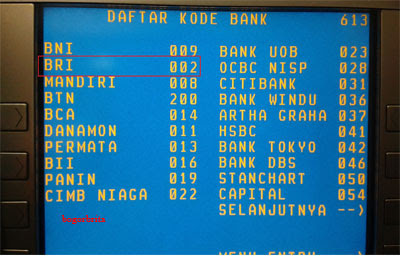 DAFTAR KODE BANK 613
BNI 009 BANK UOB 023
BRI 002 OCBC NISP 028
MANDIRI 008 CITIBANK 031
BTN 200 BANK WINDU 036
BCA 014 ARTHA GRAHA 037
DANAMON 011 HSBC 041
PERMATA 013 BANK TOKYO 042
BII 016 BANK DBS 046
PANIN 019 STANCHART 050
CIMB NIAGA 022 CAPITAL 054
SELANJUTNYA -->
MENU ENTRY